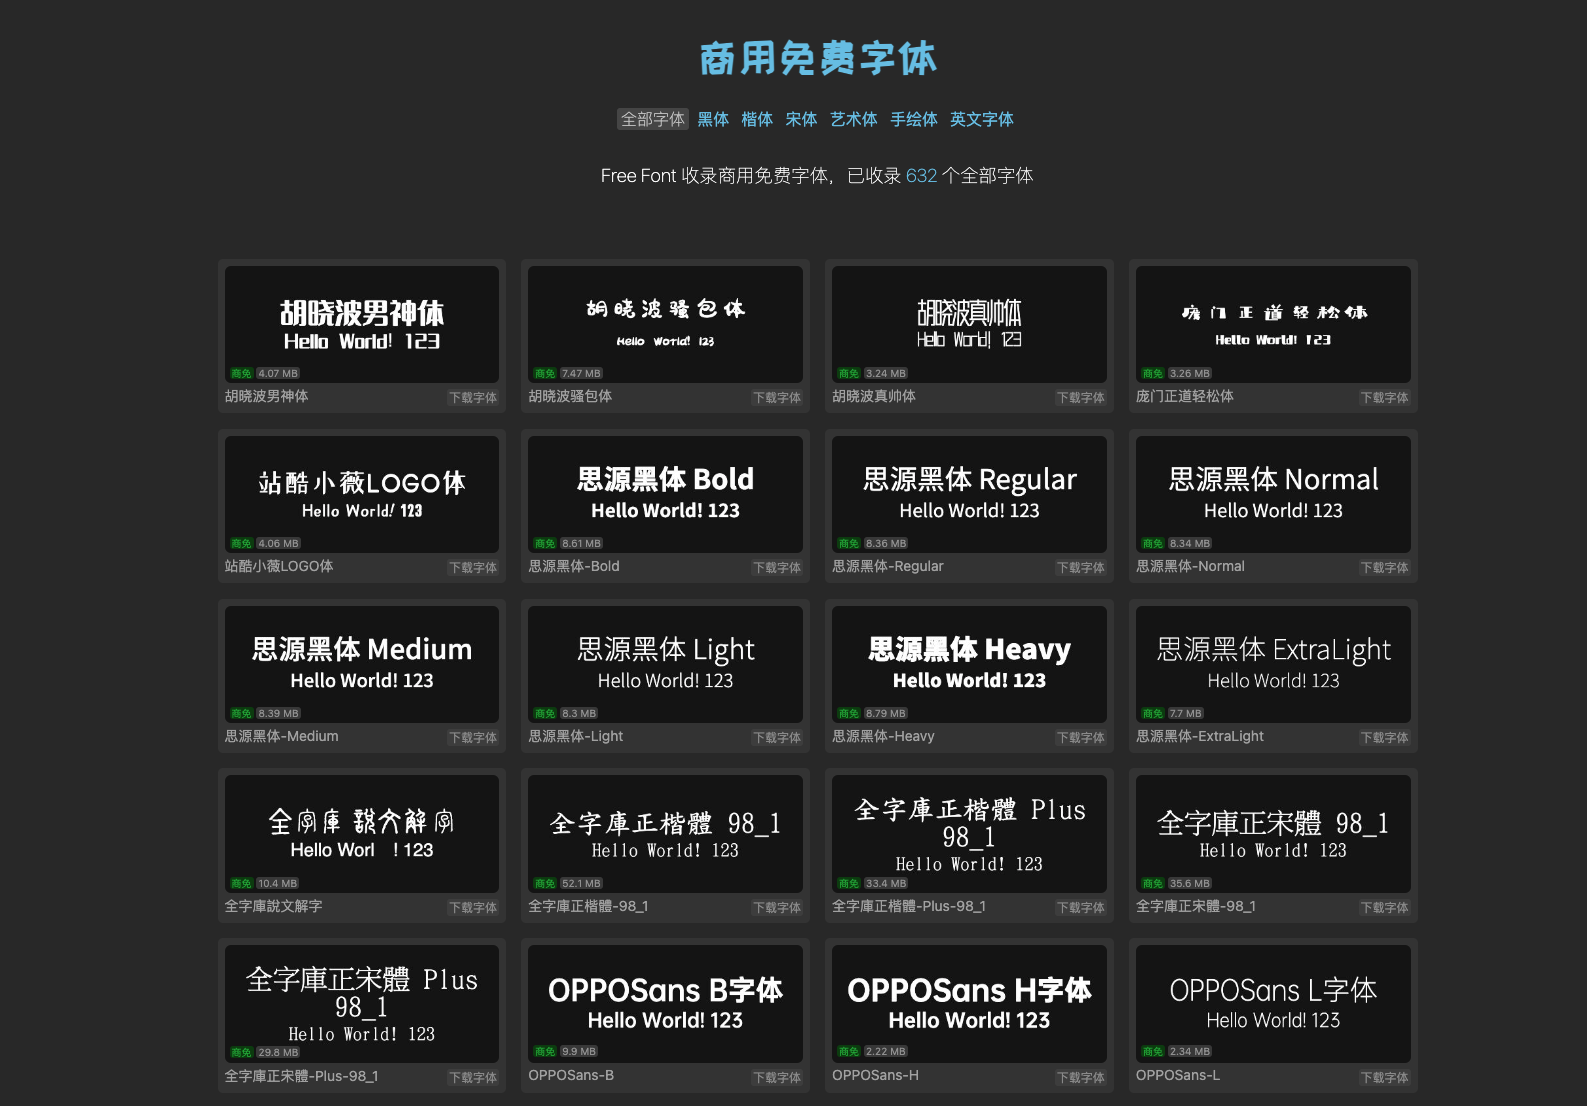 商用免费字体
全部字体 黑体 楷体 宋体 艺术体 手绘体 英文字体
Free Font 收录商用免费字体，已收录 632 个全部字体
胡晓波男神体
Hello World! 123
商免 4.07 MB
胡晓波男神体 下载字体
胡晓波骚包体
Hello World! 123
商免 7.47 MB
胡晓波骚包体 下载字体
胡晓波真帅体
Hello World! 123
商免 3.24 MB
胡晓波真帅体 下载字体
庞门正道轻松体
Hello World! 123
商免 3.26 MB
庞门正道轻松体 下载字体
站酷小薇LOGO体
Hello World! 123
商免 4.06 MB
站酷小薇LOGO体 下载字体
思源黑体 Bold
Hello World! 123
商免 8.61 MB
思源黑体-Bold 下载字体
思源黑体 Regular
Hello World! 123
商免 8.36 MB
思源黑体-Regular 下载字体
思源黑体 Normal
Hello World! 123
商免 8.34 MB
思源黑体-Normal 下载字体
思源黑体 Medium
Hello World! 123
商免 8.39 MB
思源黑体-Medium 下载字体
思源黑体 Light
Hello World! 123
商免 8.3 MB
思源黑体-Light 下载字体
思源黑体 Heavy
Hello World! 123
商免 8.79 MB
思源黑体-Heavy 下载字体
思源黑体 ExtraLight
Hello World! 123
商免 7.7 MB
思源黑体-ExtraLight 下载字体
全字庫 說文解字
Hello Worl ! 123
商免 10.4 MB
全字庫說文解字 下载字体
全字庫正楷體 98_1
Hello World! 123
商免 52.1 MB
全字庫正楷體-98_1 下载字体
全字庫正楷體 Plus
98_1
Hello World! 123
商免 33.4 MB
全字庫正楷體-Plus-98_1 下载字体
全字庫正宋體 98_1
Hello World! 123
商免 35.6 MB
全字庫正宋體-98_1 下载字体
全字庫正宋體 Plus
98_1
Hello World! 123
商免 29.8 MB
全字庫正宋體-Plus-98_1 下载字体
OPPOSans B字体
Hello World! 123
商免 9.9 MB
OPPOSans-B 下载字体
OPPOSans H字体
Hello World! 123
商免 2.22 MB
OPPOSans-H 下载字体
OPPOSans L字体
Hello World! 123
商免 2.34 MB
OPPOSans-L 下载字体